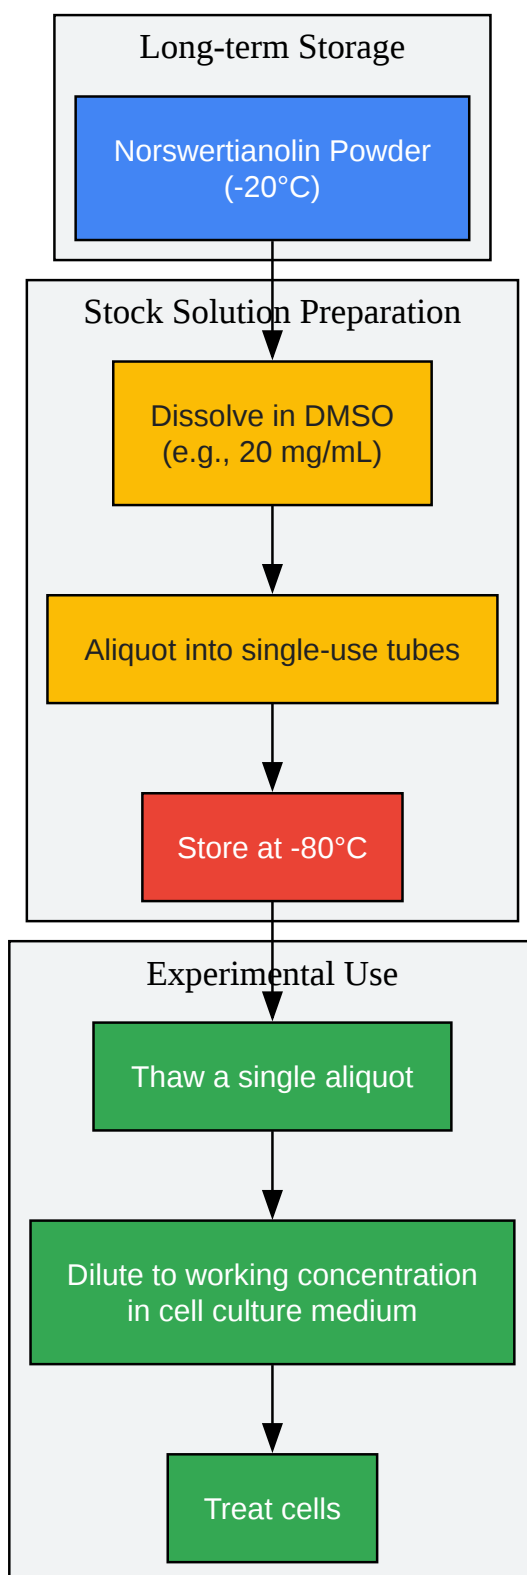 Long-term Storage
Norswertianolin Powder
(-20°C)
Stock Solution Preparation
Dissolve in DMSO
(e.g., 20 mg/mL)
Aliquot into single-use tubes
Store at -80°C
Experimental Use
Thaw a single aliquot
Dilute to working concentration
in cell culture medium
Treat cells